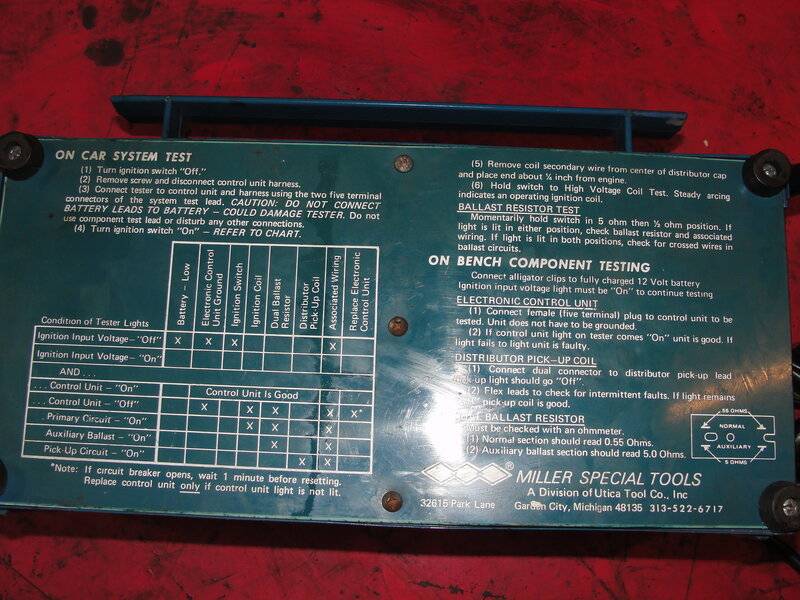 ON CAR SYSTEM TEST
(1) Turn ignition switch "Off."
(2) Remove screw and disconnect control unit harness.
(3) Connect tester to control unit and harness using the two five terminal
connectors of the system test lead. CAUTION: DO NOT CONNECT
BATTERY LEADS TO BATTERY – COULD DAMAGE TESTER. Do not
use component test lead or disturb any other connections.
(4) Turn ignition switch "On" – REFER TO CHART.
Condition of Tester Lights
Battery – Low
Electronic Control
Unit Ground
Ignition Switch
Ignition Coil
Dual Ballast
Resistor
Distributor
Pick-Up Coil
Associated Wiring
Replace Electronic
Control Unit
Ignition Input Voltage – "Off" X X X X
Ignition Input Voltage – "On"
AND ...
... Control Unit – "On" Control Unit Is Good
... Control Unit – "Off" X X X X X*
. Primary Circuit – "On" X X X
Auxiliary Ballast – "On" X X
Pick-Up Circuit – "On" X X
*Note: If circuit breaker opens, wait 1 minute before resetting.
Replace control unit only if control unit light is not lit.
(5) Remove coil secondary wire from center of distributor cap
and place end about ¼ inch from engine.
(6) Hold switch to High Voltage Coil Test. Steady arcing
indicates an operating ignition coil.
BALLAST RESISTOR TEST
Momentarily hold switch in 5 ohm then ½ ohm position. If
light is lit in either position, check ballast resistor and associated
wiring. If light is lit in both positions, check for crossed wires in
ballast circuits.
ON BENCH COMPONENT TESTING
Connect alligator clips to fully charged 12 Volt battery
Ignition input voltage light must be "On" to continue testing
ELECTRONIC CONTROL UNIT
(1) Connect female (five terminal) plug to control unit to be
tested. Unit does not have to be grounded.
(2) If control unit light on tester comes "On" unit is good. If
light fails to light unit is faulty.
DISTRIBUTOR PICK-UP COIL
(1) Connect dual connector to distributor pick-up lead
pick-up light should go "Off".
(2) Flex leads to check for intermittent faults. If light remains
pick-up coil is good.
BALLAST RESISTOR
Must be checked with an ohmmeter.
(1) Normal section should read 0.55 Ohms.
(2) Auxiliary ballast section should read 5.0 Ohms.
.55 OHMS
NORMAL
AUXILIARY
5 OHMS
® MILLER SPECIAL TOOLS
A Division of Utica Tool Co., Inc
32615 Park Lane Garden City, Michigan 48135 313-522-6717